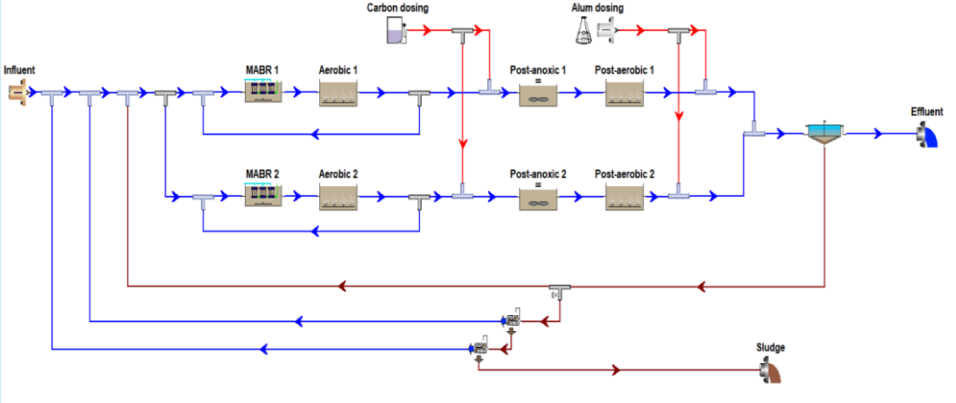 Carbon dosing
Alum dosing
Influent
MABR 1
Aerobic 1
Post-anoxic 1
Post-aerobic 1
Effluent
MABR 2
Aerobic 2
Post-anoxic 2
Post-aerobic 2
Sludge